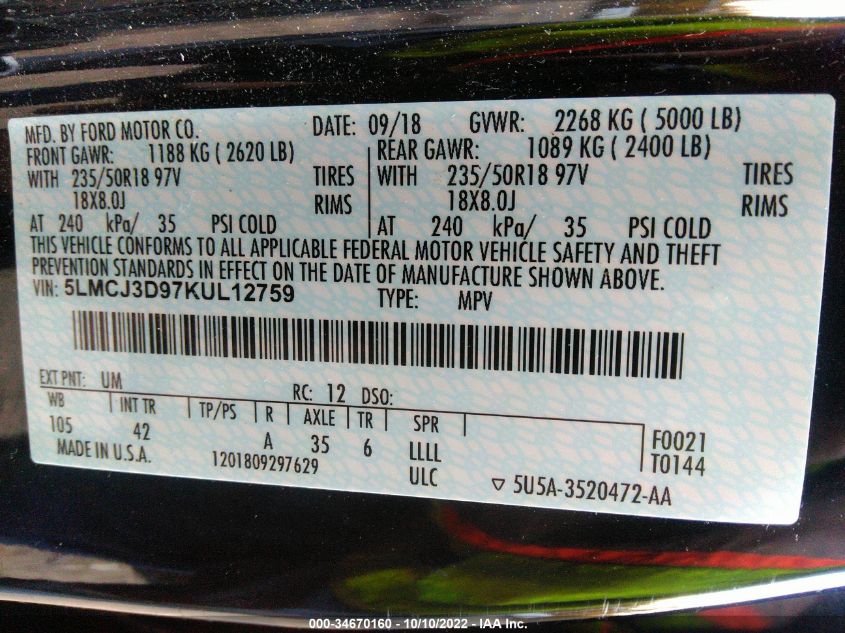 MFD. BY FORD MOTOR CO. DATE: 09/18 GVWR: 2268 KG ( 5000 LB)
FRONT GAWR: 1188 KG ( 2620 LB) REAR GAWR: 1089 KG ( 2400 LB)
WITH 235/50R18 97V TIRES WITH 235/50R18 97V TIRES
18X8.0J RIMS 18X8.0J RIMS
AT 240 kPa/ 35 PSI COLD AT 240 kPa/ 35 PSI COLD
THIS VEHICLE CONFORMS TO ALL APPLICABLE FEDERAL MOTOR VEHICLE SAFETY AND THEFT
PREVENTION STANDARDS IN EFFECT ON THE DATE OF MANUFACTURE SHOWN ABOVE.
VIN: 5LMCJ3D97KUL12759 TYPE: MPV
EXT PNT: UM RC: 12 DSO:
WB INT TR TP/PS R AXLE TR SPR
105 42 A 35 6 LLLL F0021
MADE IN U.S.A. 1201809297629 ULC T0144
▽ 5U5A-3520472-AA
000-34670160 - 10/10/2022 - IAA Inc.